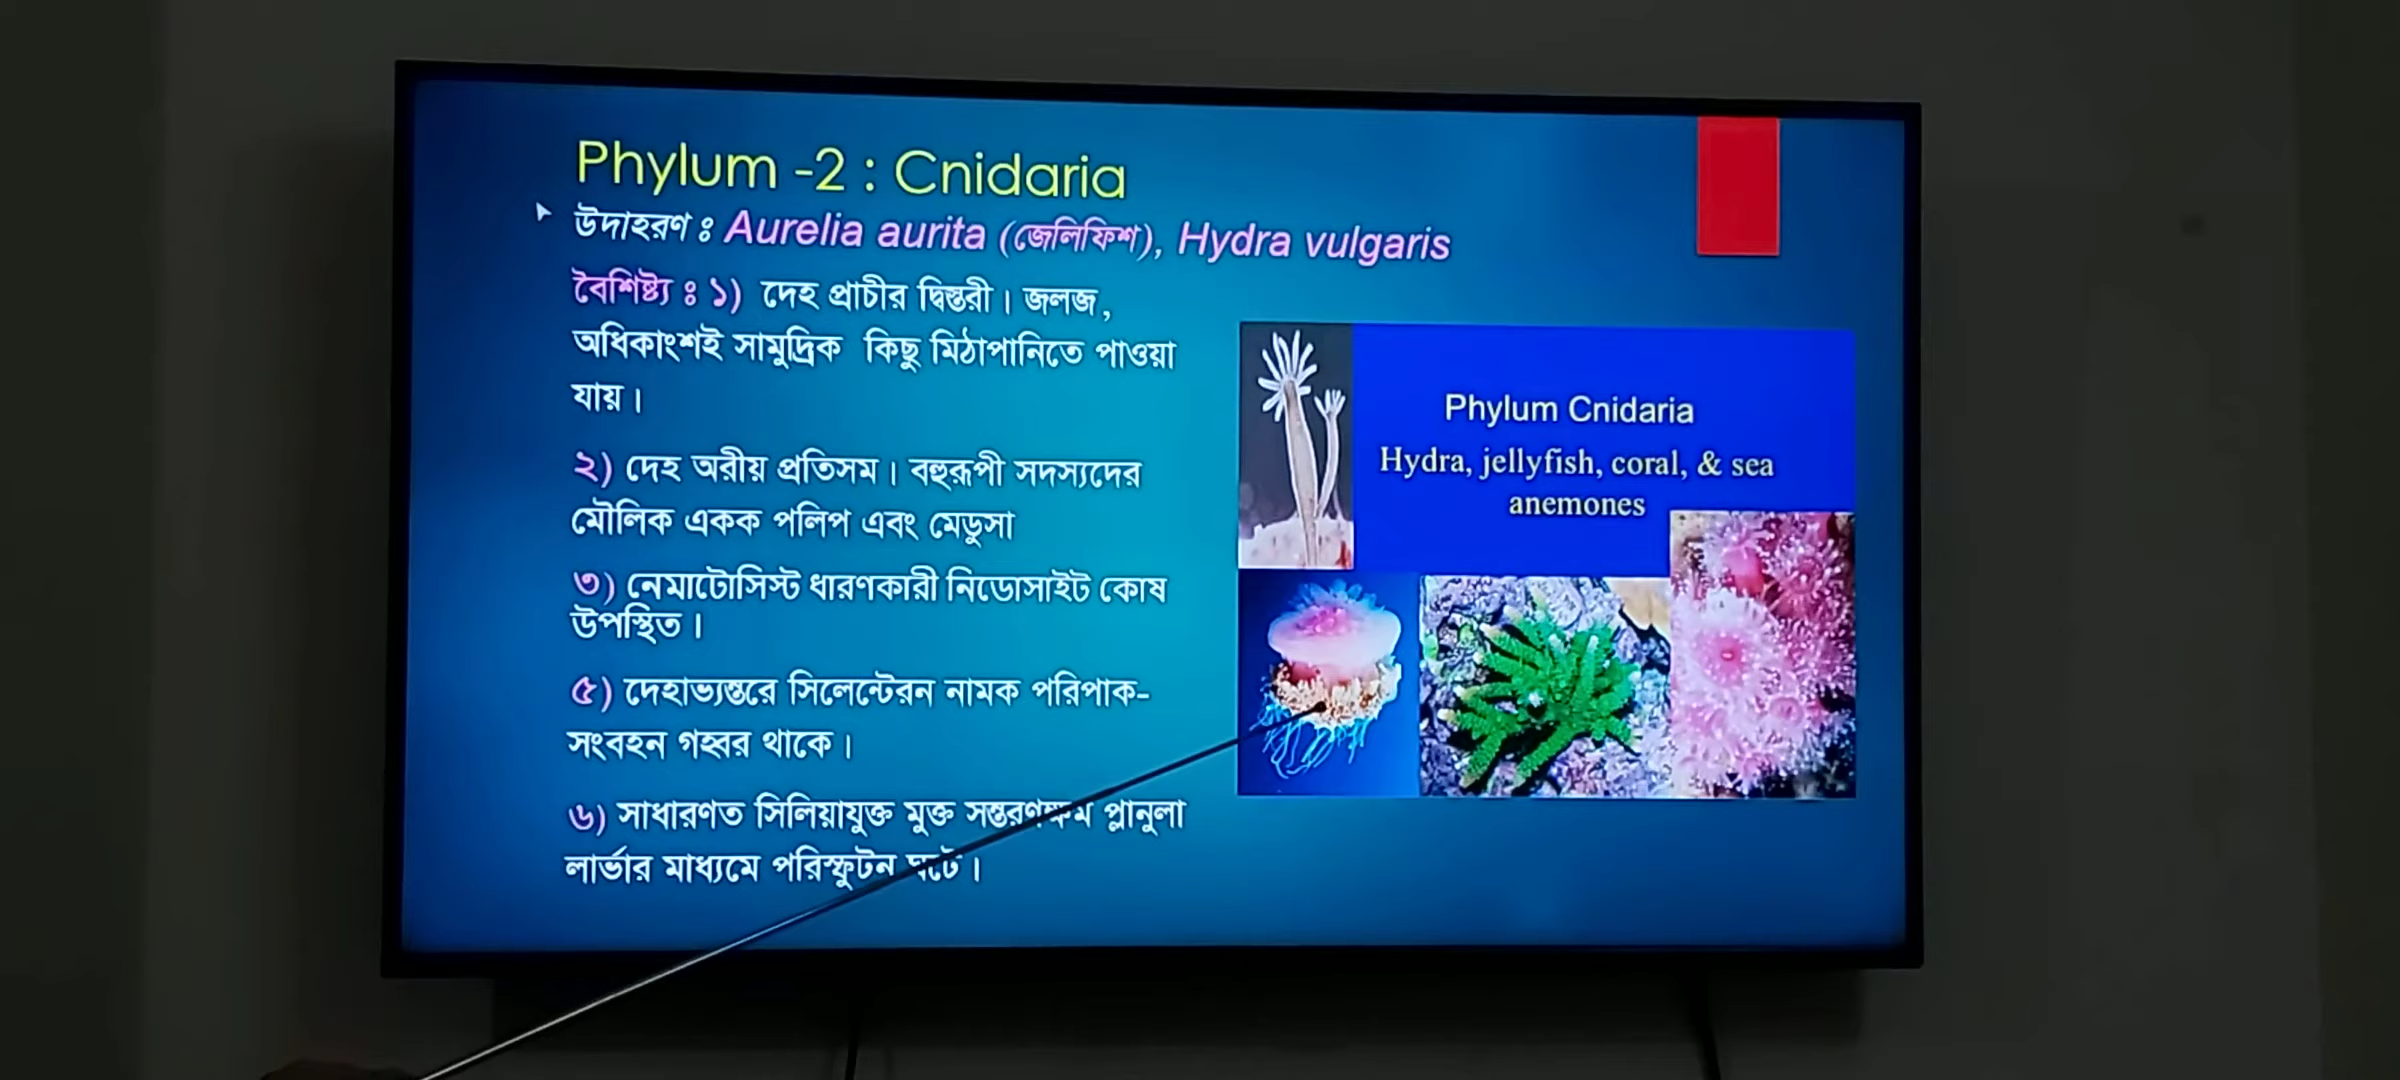 Phylum -2 : Cnidaria
উদাহরণ ঃ Aurelia aurita (জেলিফিশ), Hydra vulgaris
বৈশিষ্ট্য ঃ ১) দেহ প্রাচীর দ্বিস্তরী। জলজ,
অধিকাংশই সামুদ্রিক কিছু মিঠাপানিতে পাওয়া
যায়।
২) দেহ অরীয় প্রতিসম। বহুরূপী সদস্যদের
মৌলিক একক পলিপ এবং মেডুসা
৩) নেমাটোসিস্ট ধারণকারী নিডোসাইট কোষ
উপস্থিত।
৫) দেহাভ্যন্তরে সিলেন্টেরন নামক পরিপাক-
সংবহন গহ্বর থাকে।
৬) সাধারণত সিলিয়াযুক্ত মুক্ত সন্তরণক্ষম প্লানুলা
লার্ভার মাধ্যমে পরিস্ফুটন ঘটে।
Phylum Cnidaria
Hydra, jellyfish, coral, & sea
anemones